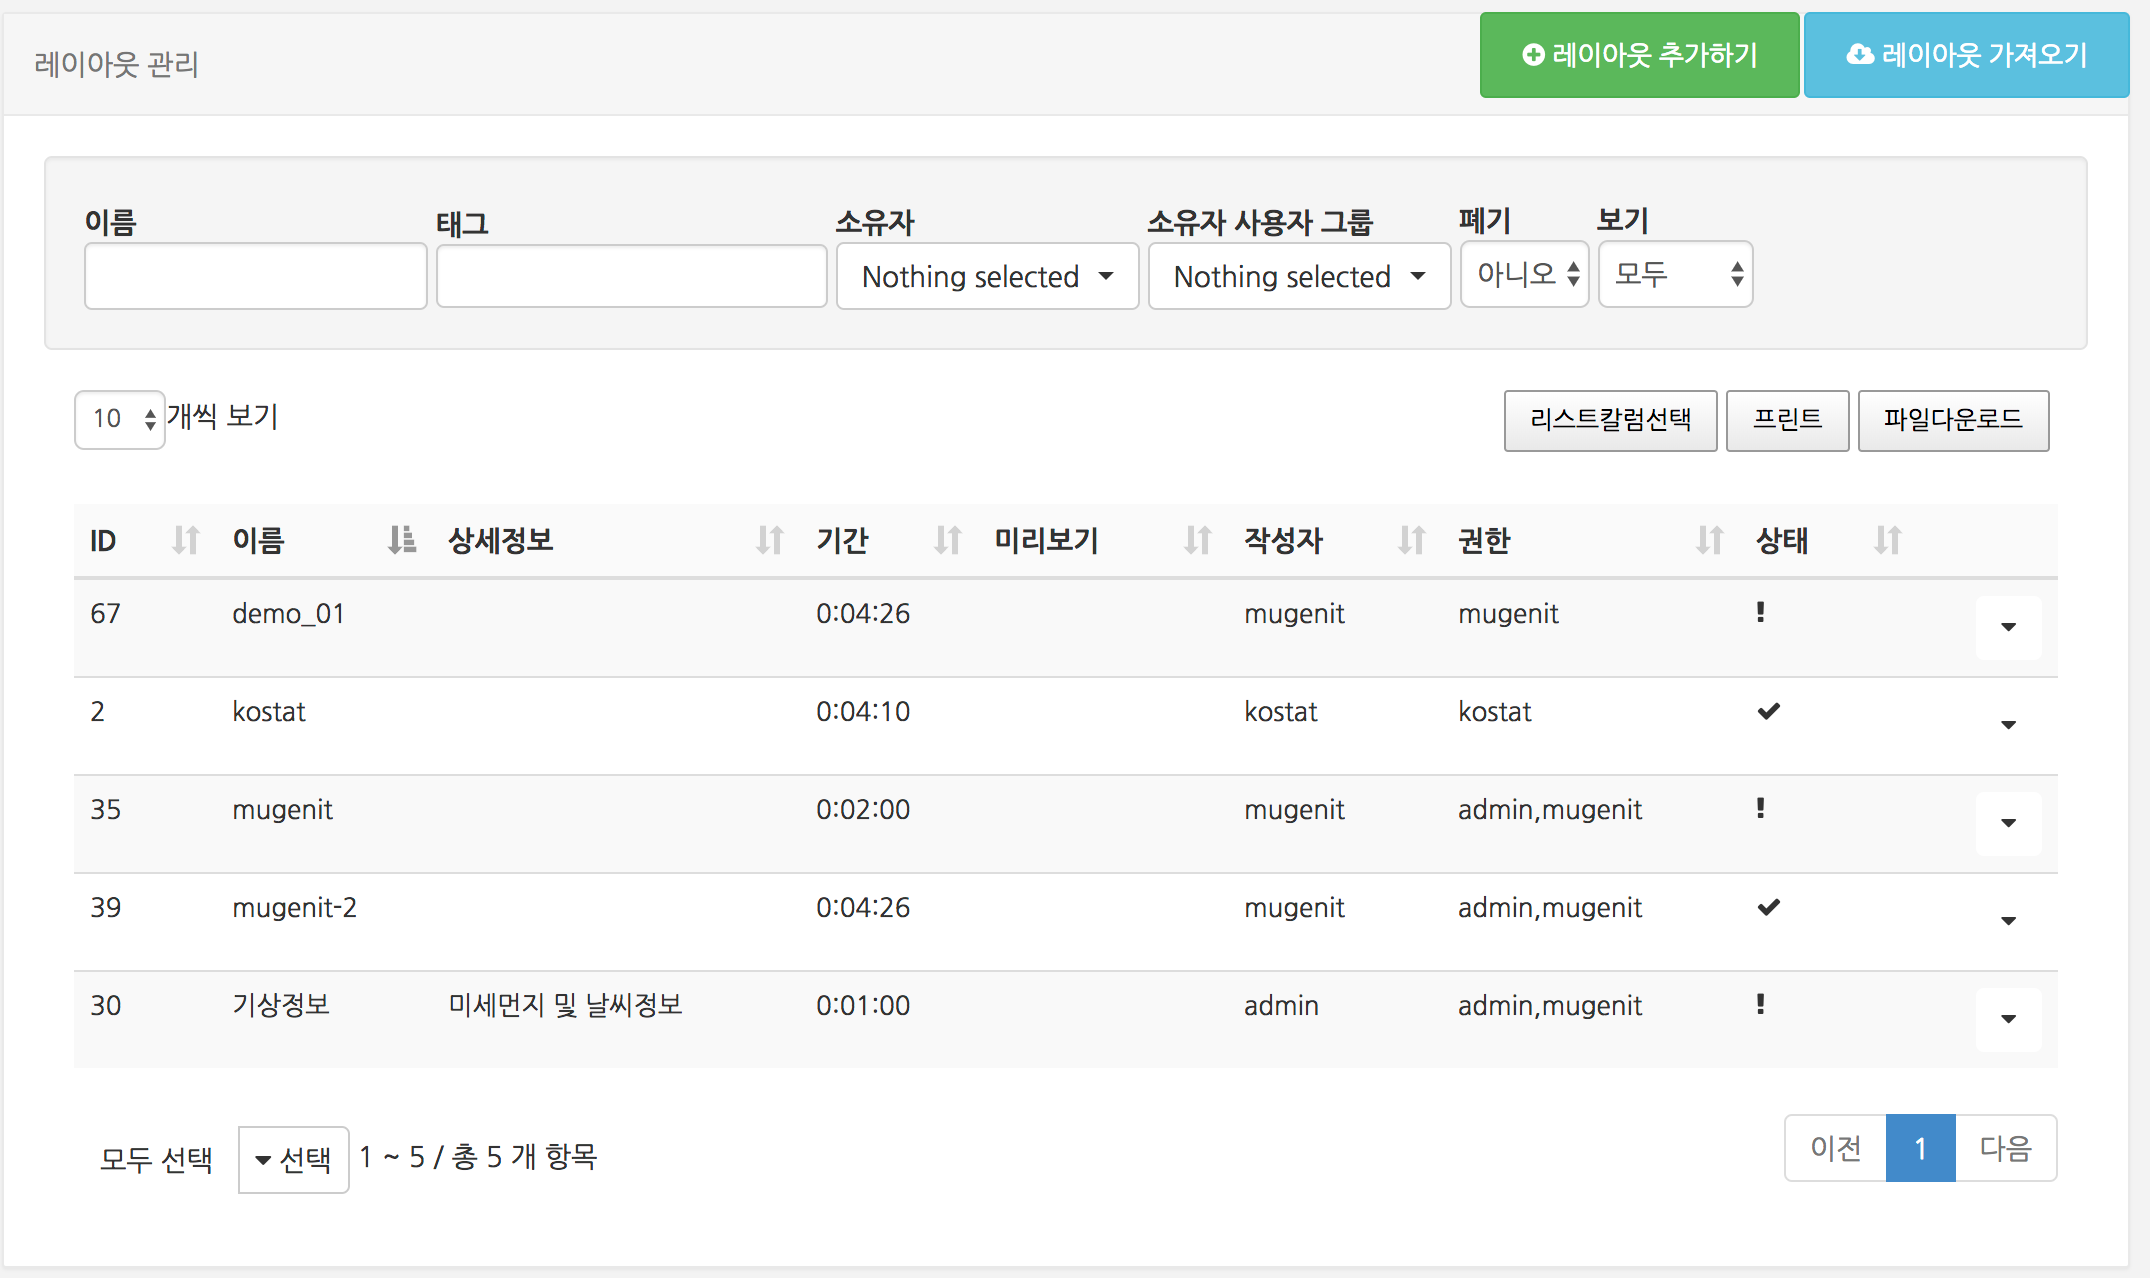 레이아웃 관리
레이아웃 추가하기
레이아웃 가져오기
이름 태그 소유자 소유자 사용자 그룹 폐기 보기
Nothing selected Nothing selected 아니오 모두
10 개씩 보기
리스트칼럼선택 프린트 파일다운로드
ID 이름 상세정보 기간 미리보기 작성자 권한 상태
67 demo_01 0:04:26 mugenit mugenit
2 kostat 0:04:10 kostat kostat
35 mugenit 0:02:00 mugenit admin,mugenit
39 mugenit-2 0:04:26 mugenit admin,mugenit
30 기상정보 미세먼지 및 날씨정보 0:01:00 admin admin,mugenit
모두 선택 선택 1 ~ 5 / 총 5 개 항목
이전 1 다음